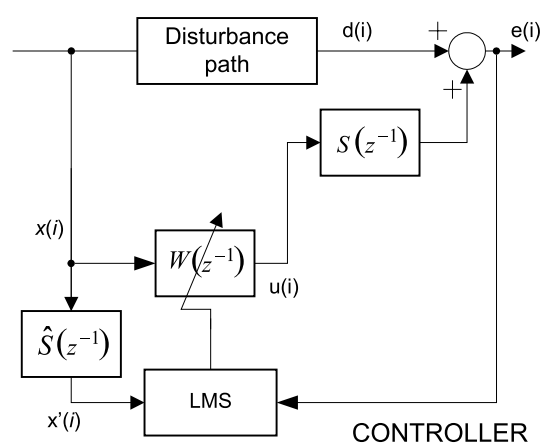 Disturbance
path
d(i)
+
e(i)
+
S(z⁻¹)
x(i)
W(z⁻¹)
u(i)
Ŝ(z⁻¹)
x’(i)
LMS
CONTROLLER